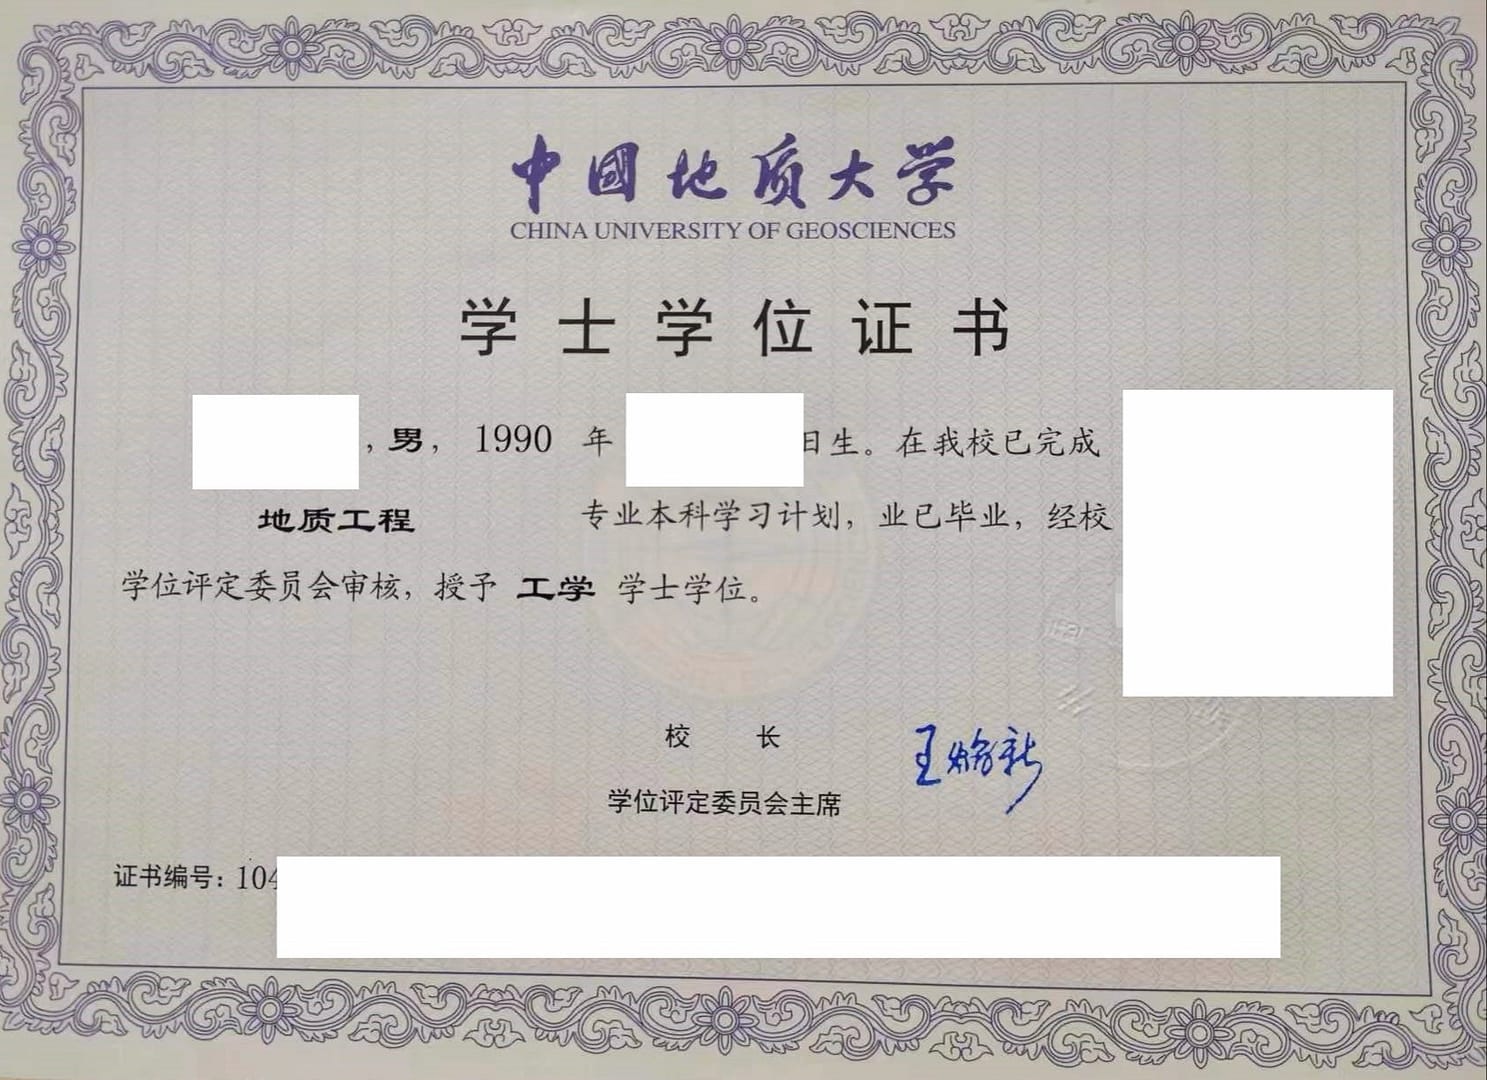 中國地质大学
CHINA UNIVERSITY OF GEOSCIENCES
学士学位证书
，男，1990 年 日生。在我校已完成
地质工程 专业本科学习计划，业已毕业，经校
学位评定委员会审核，授予 工学 学士学位。
校 长
王焰新
学位评定委员会主席
证书编号：104